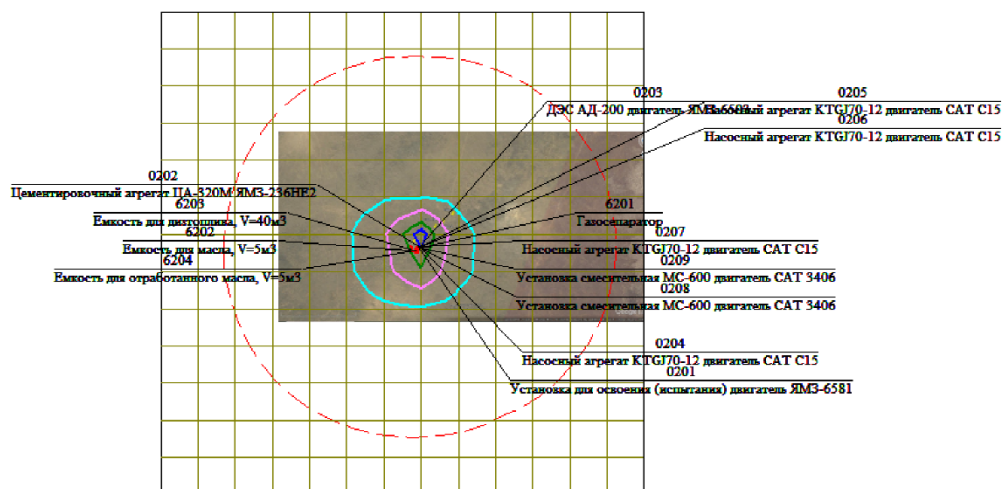 0203
ДЭС АД-200 двигатель ЯМЗ-6503
0205
Насосный агрегат KTGJ70-12 двигатель CAT C15
0206
Насосный агрегат KTGJ70-12 двигатель CAT C15
0202
Цементировочный агрегат ЦА-320М ЯМЗ-236НЕ2
6203
Емкость для дизтоплива, V=40м3
6201
Газосепаратор
6202
Емкость для масла, V=5м3
0207
Насосный агрегат KTGJ70-12 двигатель CAT C15
6204
Емкость для отработанного масла, V=5м3
0209
Установка смесительная МС-600 двигатель CAT 3406
0208
Установка смесительная МС-600 двигатель CAT 3406
0204
Насосный агрегат KTGJ70-12 двигатель CAT C15
0201
Установка для освоения (испытания) двигатель ЯМЗ-6581